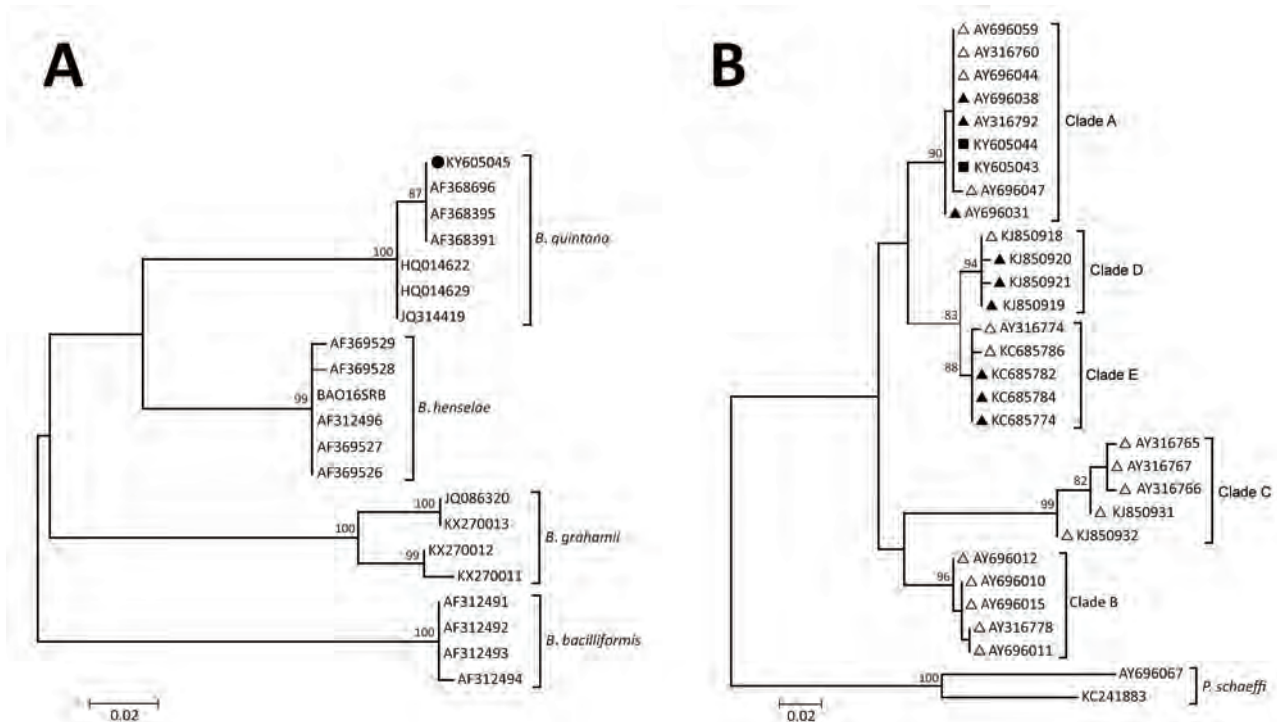 A
87
KY605045
AF368696
AF368395
AF368391
100
HQ014622
HQ014629
JQ314419
B. quintana
99
AF369529
AF369528
BAO16SRB
AF312496
AF369527
AF369526
B. henselae
100
100
JQ086320
KX270013
99
KX270012
KX270011
B. grahamii
100
AF312491
AF312492
AF312493
AF312494
B. bacilliformis
0.02
B
90
AY696059
AY316760
AY696044
AY696038
AY316792
KY605044
KY605043
AY696047
AY696031
Clade A
83
94
KJ850918
KJ850920
KJ850921
KJ850919
Clade D
88
AY316774
KC685786
KC685782
KC685784
KC685774
Clade E
99
82
AY316765
AY316767
AY316766
KJ850931
KJ850932
Clade C
96
AY696012
AY696010
AY696015
AY316778
AY696011
Clade B
100
AY696067
KC241883
P. schaeffi
0.02